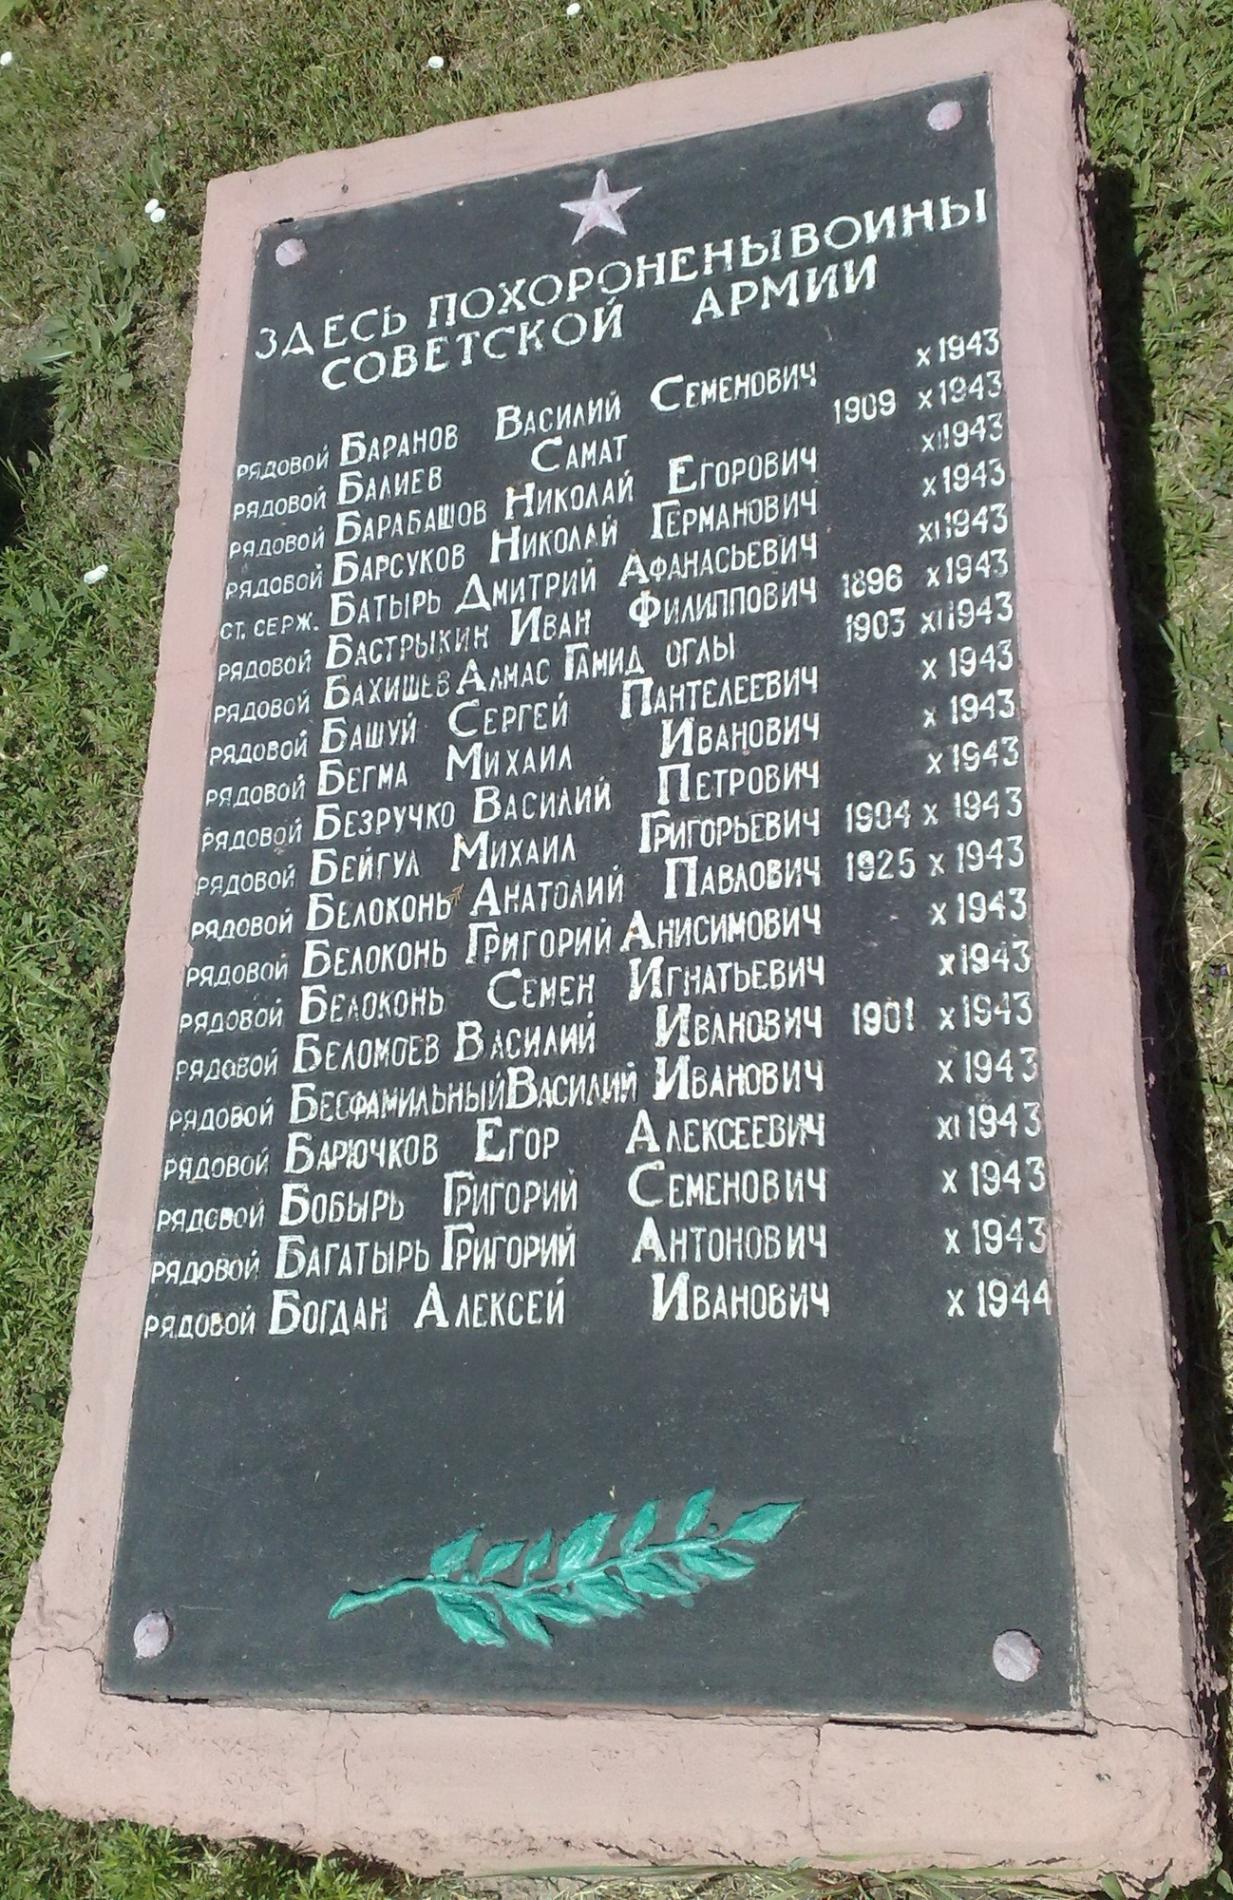 ЗДЕСЬ ПОХОРОНЕНЫ ВОИНЫ
СОВЕТСКОЙ АРМИИ
РЯДОВОЙ БАРАНОВ ВАСИЛИЙ СЕМЕНОВИЧ X 1943
РЯДОВОЙ БАЛИЕВ САМАТ 1909 X 1943
РЯДОВОЙ БАРАБАШОВ НИКОЛАЙ ЕГОРОВИЧ XI 1943
РЯДОВОЙ БАРСУКОВ НИКОЛАЙ ГЕРМАНОВИЧ X 1943
СТ. СЕРЖ. БАТЫРЬ ДМИТРИЙ АФАНАСЬЕВИЧ XI 1943
РЯДОВОЙ БАСТРЫКИН ИВАН ФИЛИППОВИЧ 1896 X 1943
РЯДОВОЙ БАХИШЕВ АЛМАС ГАМИД ОГЛЫ 1903 XII 1943
РЯДОВОЙ БАШУЙ СЕРГЕЙ ПАНТЕЛЕЕВИЧ X 1943
РЯДОВОЙ БЕГМА МИХАИЛ ИВАНОВИЧ X 1943
РЯДОВОЙ БЕЗРУЧКО ВАСИЛИЙ ПЕТРОВИЧ X 1943
РЯДОВОЙ БЕЙГУЛ МИХАИЛ ГРИГОРЬЕВИЧ 1904 X 1943
РЯДОВОЙ БЕЛОКОНЬ АНАТОЛИЙ ПАВЛОВИЧ 1925 X 1943
РЯДОВОЙ БЕЛОКОНЬ ГРИГОРИЙ АНИСИМОВИЧ X 1943
РЯДОВОЙ БЕЛОКОНЬ СЕМЕН ИГНАТЬЕВИЧ X 1943
РЯДОВОЙ БЕЛОМОЕВ ВАСИЛИЙ ИВАНОВИЧ 1901 X 1943
РЯДОВОЙ БЕСФАМИЛЬНЫЙ ВАСИЛИЙ ИВАНОВИЧ X 1943
РЯДОВОЙ БАРЮЧКОВ ЕГОР АЛЕКСЕЕВИЧ XI 1943
РЯДОВОЙ БОБЫРЬ ГРИГОРИЙ СЕМЕНОВИЧ X 1943
РЯДОВОЙ БАГАТЫРЬ ГРИГОРИЙ АНТОНОВИЧ X 1943
РЯДОВОЙ БОГДАН АЛЕКСЕЙ ИВАНОВИЧ X 1944